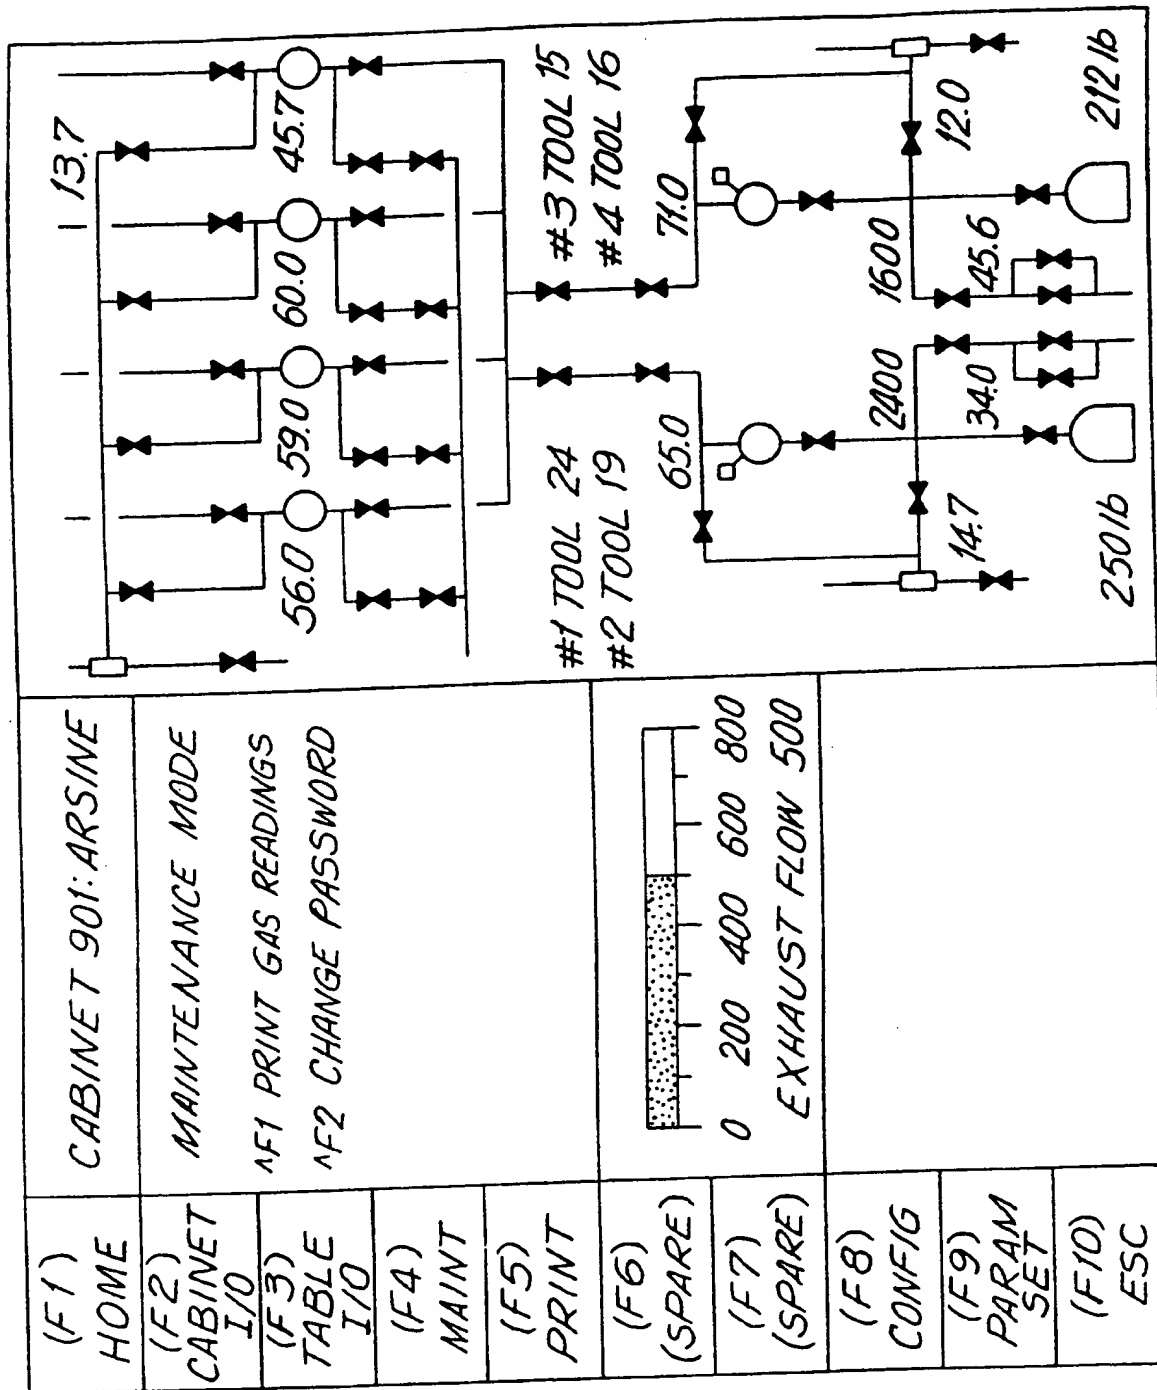 (F1)
HOME
(F2)
CABINET
I/O
(F3)
TABLE
I/O
(F4)
MAINT
(F5)
PRINT
(F6)
(SPARE)
(F7)
(SPARE)
(F8)
CONFIG
(F9)
PARAM
SET
(F10)
ESC
CABINET 901: ARSINE
MAINTENANCE MODE
^F1 PRINT GAS READINGS
^F2 CHANGE PASSWORD
0 200 400 600 800
EXHAUST FLOW 500
13.7
56.0 59.0 60.0 45.7
#1 TOOL 24
#2 TOOL 19
#3 TOOL 15
#4 TOOL 16
65.0 71.0
2400 1600
14.7 34.0 45.6 12.0
250 lb 212 lb